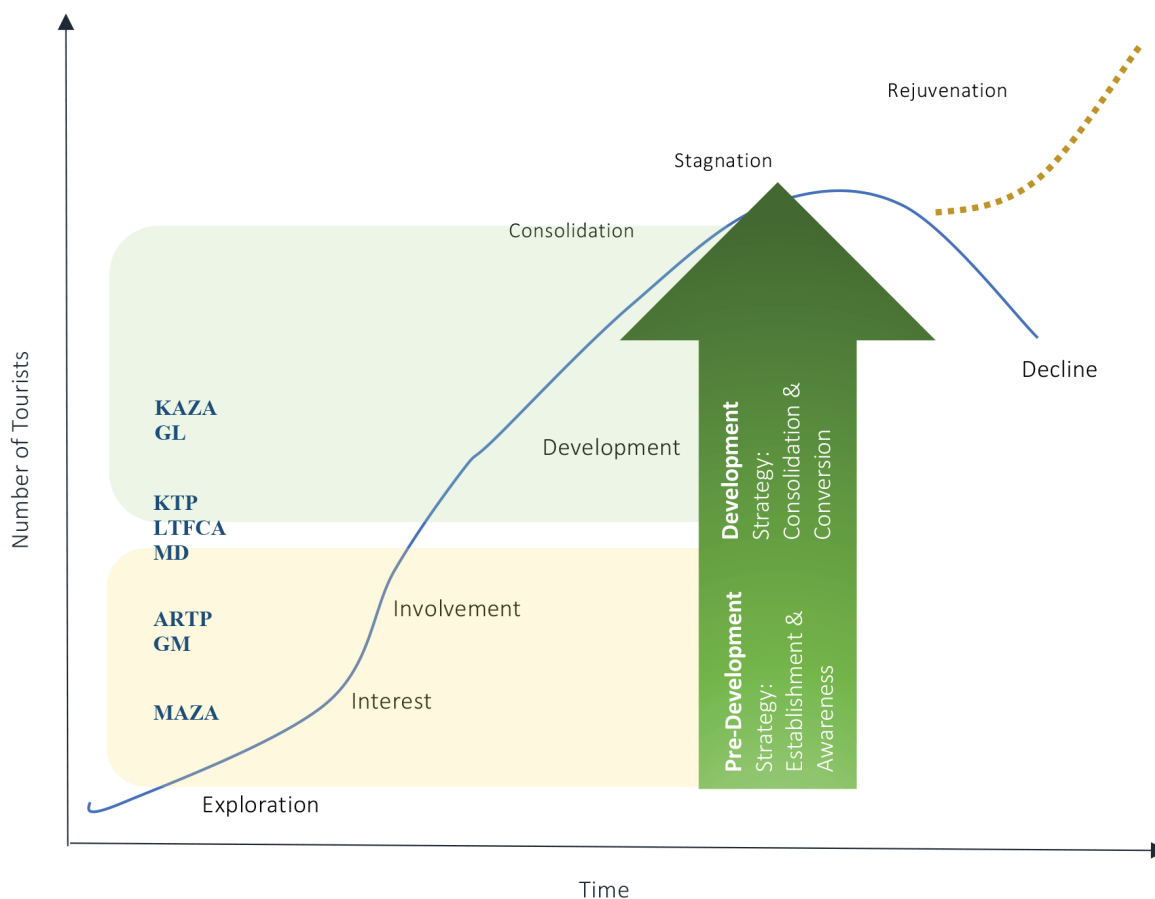 Rejuvenation
Stagnation
Consolidation
Decline
KAZA
GL
Development
KTP
LTFCA
MD
Involvement
ARTP
GM
Interest
MAZA
Exploration
Development
Strategy:
Consolidation &
Conversion
Pre-Development
Strategy:
Establishment &
Awareness
Number of Tourists
Time